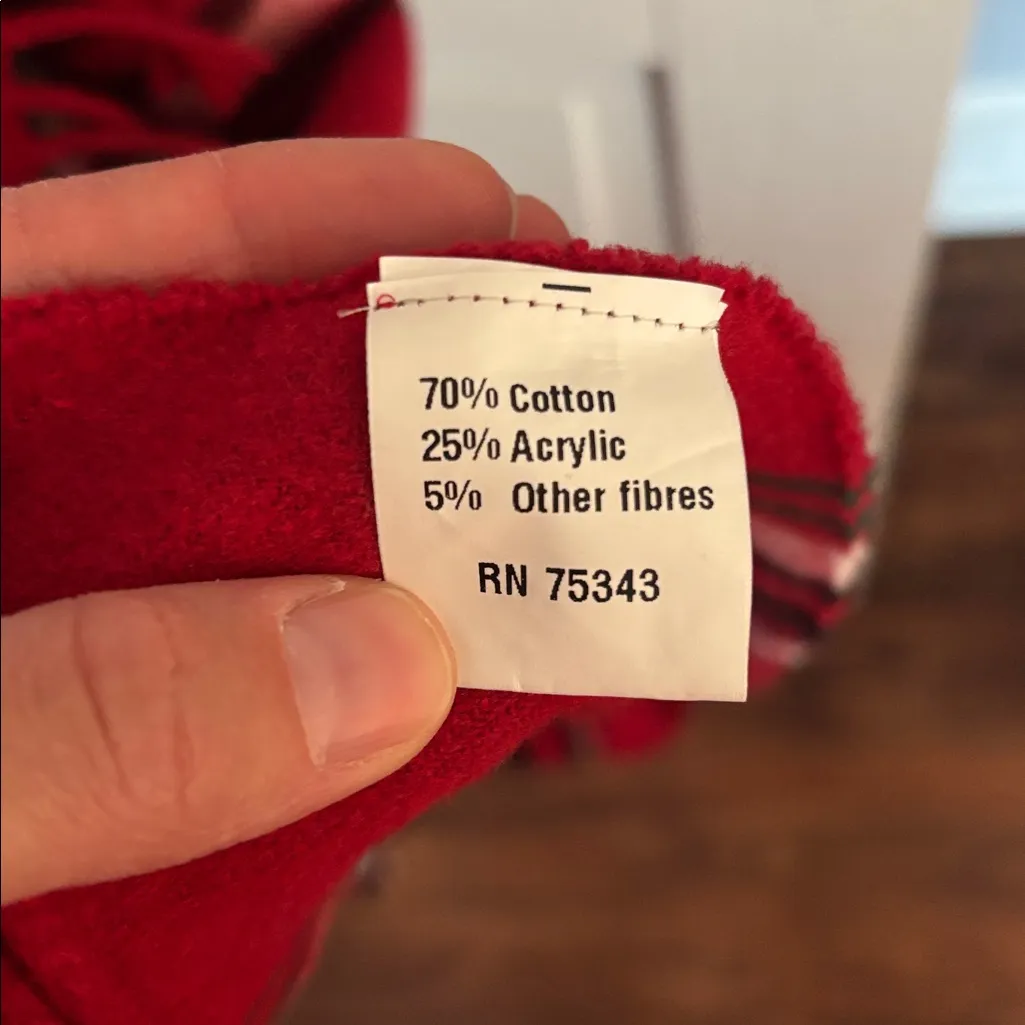 70% Cotton
25% Acrylic
5% Other fibres
RN 75343